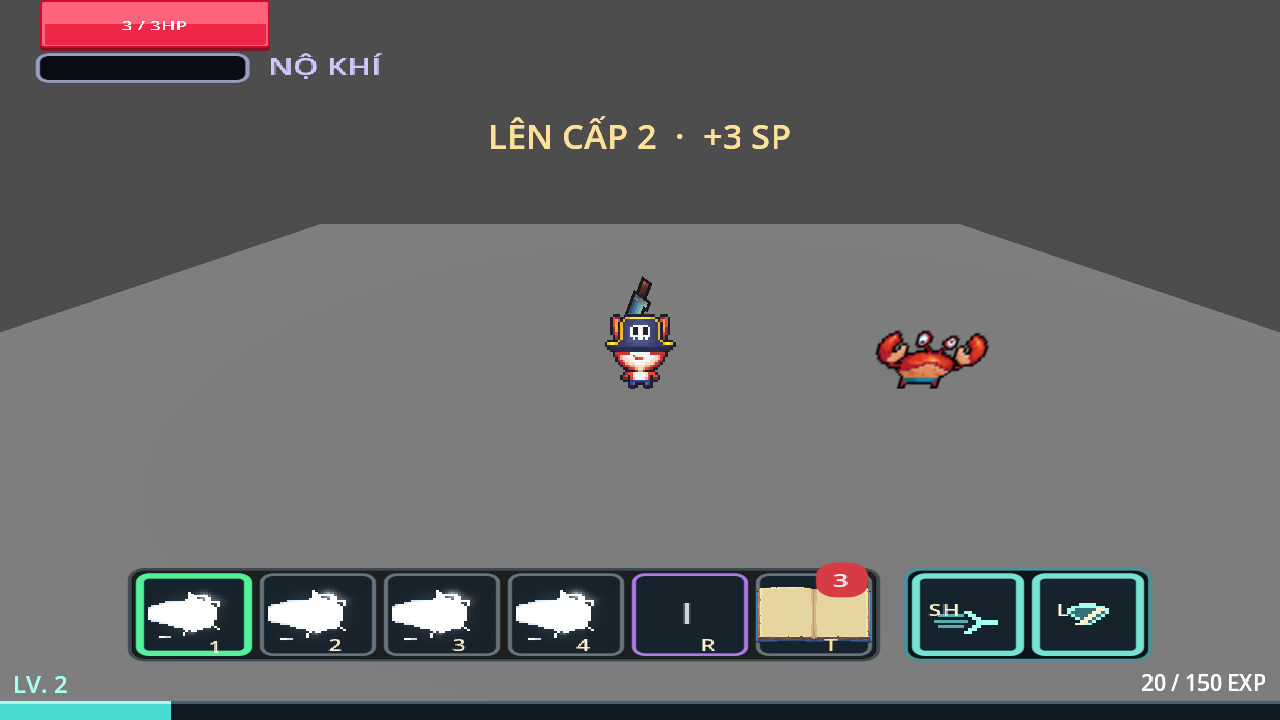 3 / 3HP
NỘ KHÍ
LÊN CẤP 2 · +3 SP
3
SH
L
1
2
3
4
R
T
LV. 2
20 / 150 EXP